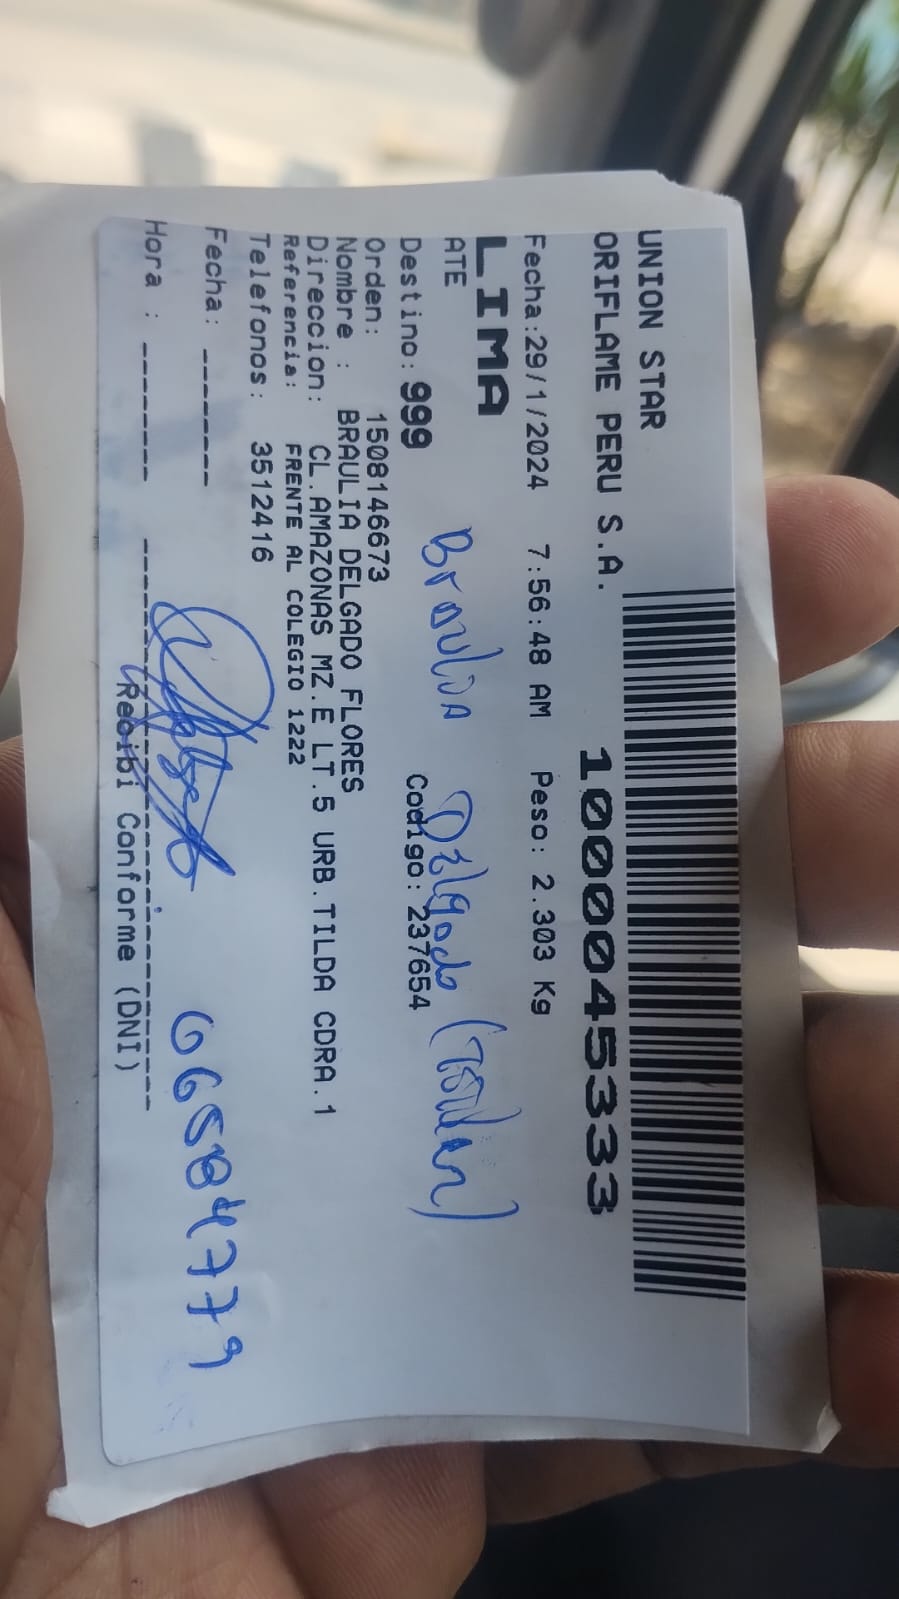 UNION STAR
ORIFLAME PERU S.A.
1000045333
Fecha:29/1/2024 7:56:48 AM Peso: 2.303 Kg
LIMA
ATE
Braulia Delgado (Titular)
Destino: 999 Codigo: 237654
Orden: 1508146673
Nombre : BRAULIA DELGADO FLORES
Direccion: CL.AMAZONAS MZ.E LT.5 URB.TILDA CDRA.1
Referencia: FRENTE AL COLEGIO 1222
Telefonos: 3512416
Fecha: ------
06584779
Hora : ------
Recibi Conforme (DNI)